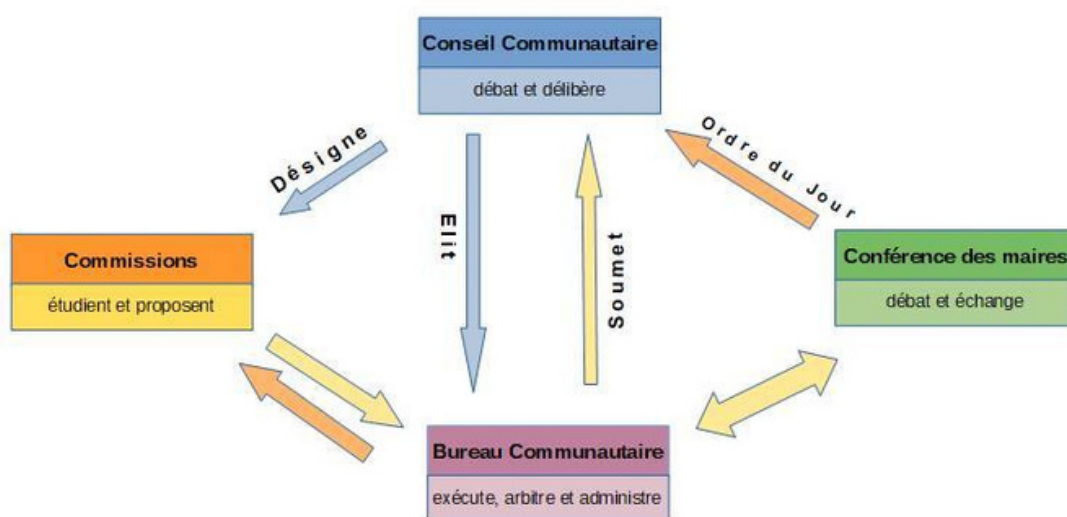 Conseil Communautaire
débat et délibère
Désigne
Elit
Soumet
Ordre du Jour
Commissions
étudient et proposent
Conférence des maires
débat et échange
Bureau Communautaire
exécute, arbitre et administre